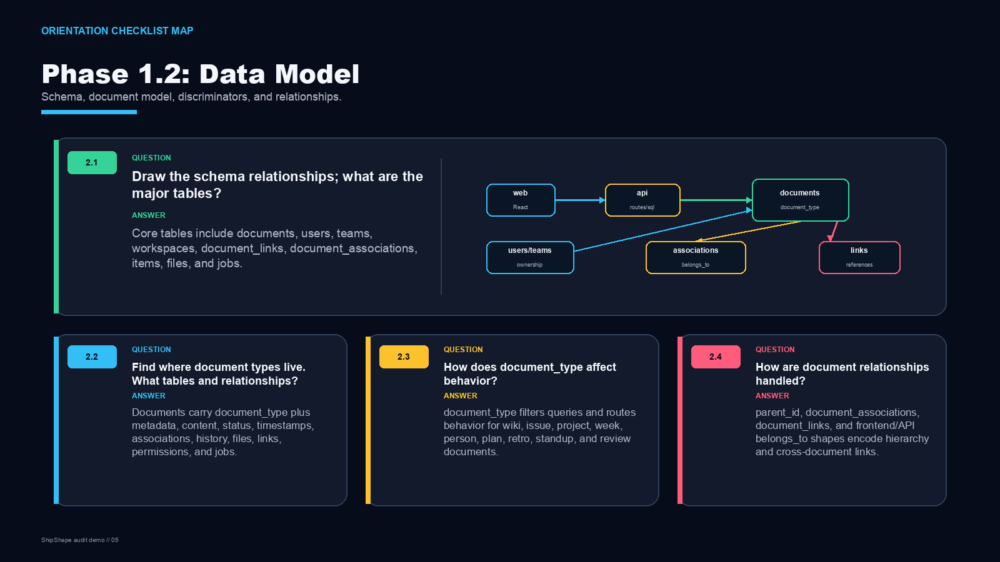 ORIENTATION CHECKLIST MAP
Phase 1.2: Data Model
Schema, document model, discriminators, and relationships.
2.1
QUESTION
Draw the schema relationships; what are the
major tables?
ANSWER
Core tables include documents, users, teams,
workspaces, document_links, document_associations,
items, files, and jobs.
web
React
api
routes/sql
documents
document_type
users/teams
ownership
associations
belongs_to
links
references
2.2
QUESTION
Find where document types live.
What tables and relationships?
ANSWER
Documents carry document_type plus
metadata, content, status, timestamps,
associations, history, files, links,
permissions, and jobs.
2.3
QUESTION
How does document_type affect
behavior?
ANSWER
document_type filters queries and routes
behavior for wiki, issue, project, week,
person, plan, retro, standup, and review
documents.
2.4
QUESTION
How are document relationships
handled?
ANSWER
parent_id, document_associations,
document_links, and frontend/API
belongs_to shapes encode hierarchy
and cross-document links.
ShipShape audit demo // 05